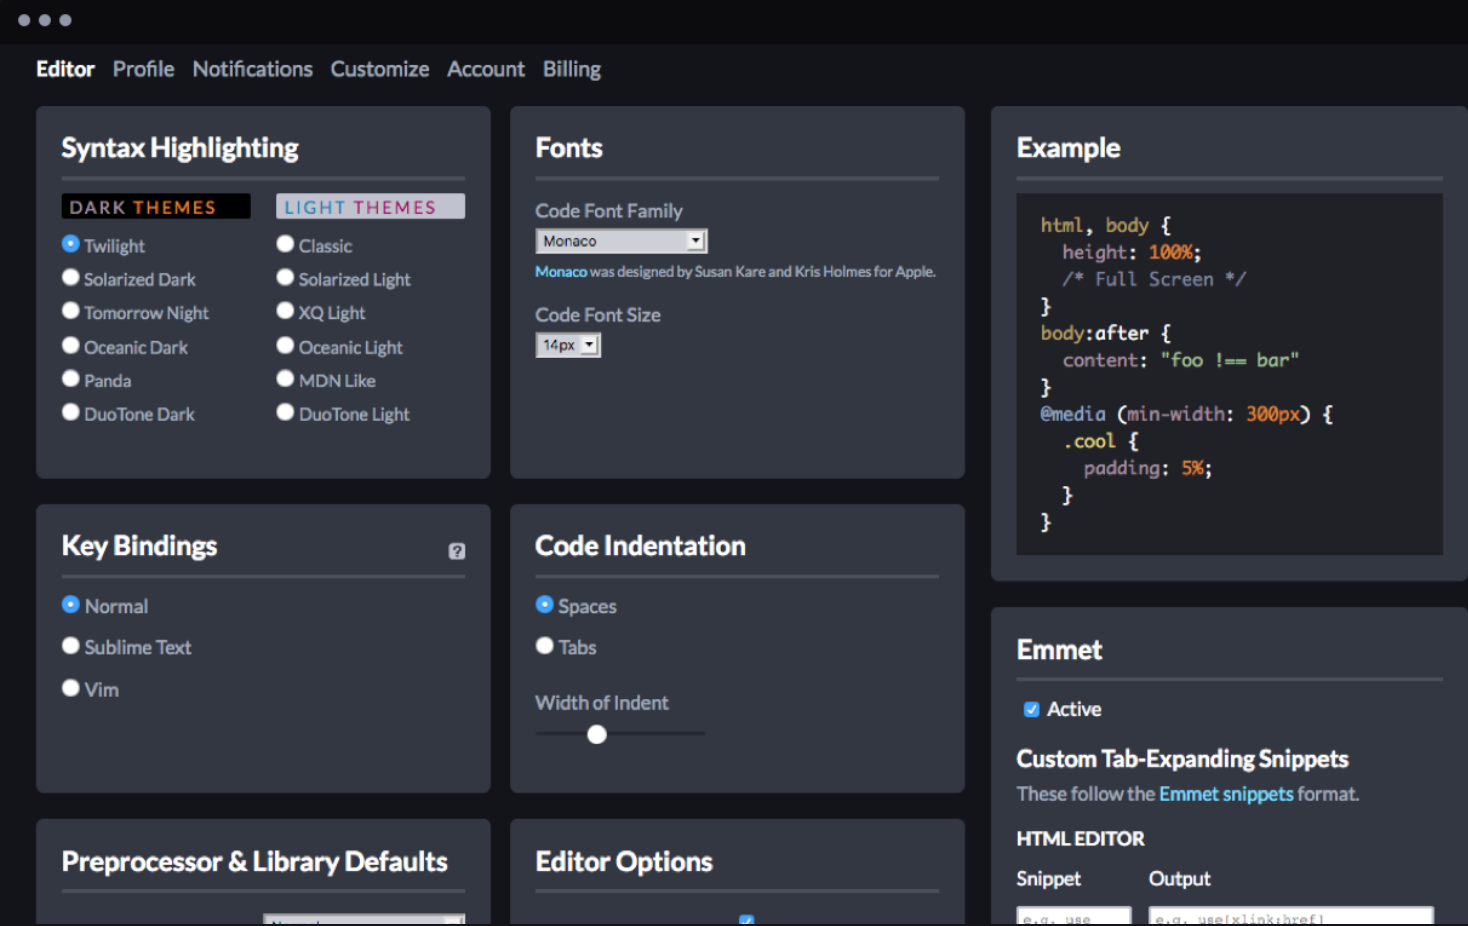 Editor Profile Notifications Customize Account Billing
Syntax Highlighting
DARK THEMES
Twilight
Solarized Dark
Tomorrow Night
Oceanic Dark
Panda
DuoTone Dark
LIGHT THEMES
Classic
Solarized Light
XQ Light
Oceanic Light
MDN Like
DuoTone Light
Fonts
Code Font Family
Monaco
Monaco was designed by Susan Kare and Kris Holmes for Apple.
Code Font Size
14px
Example
html, body {
  height: 100%;
  /* Full Screen */
}
body:after {
  content: "foo !== bar"
}
@media (min-width: 300px) {
  .cool {
    padding: 5%;
  }
}
Key Bindings
?
Normal
Sublime Text
Vim
Code Indentation
Spaces
Tabs
Width of Indent
Emmet
Active
Custom Tab-Expanding Snippets
These follow the Emmet snippets format.
HTML EDITOR
Snippet Output
e.g. use e.g. use[xlink:href]
Preprocessor & Library Defaults
Editor Options